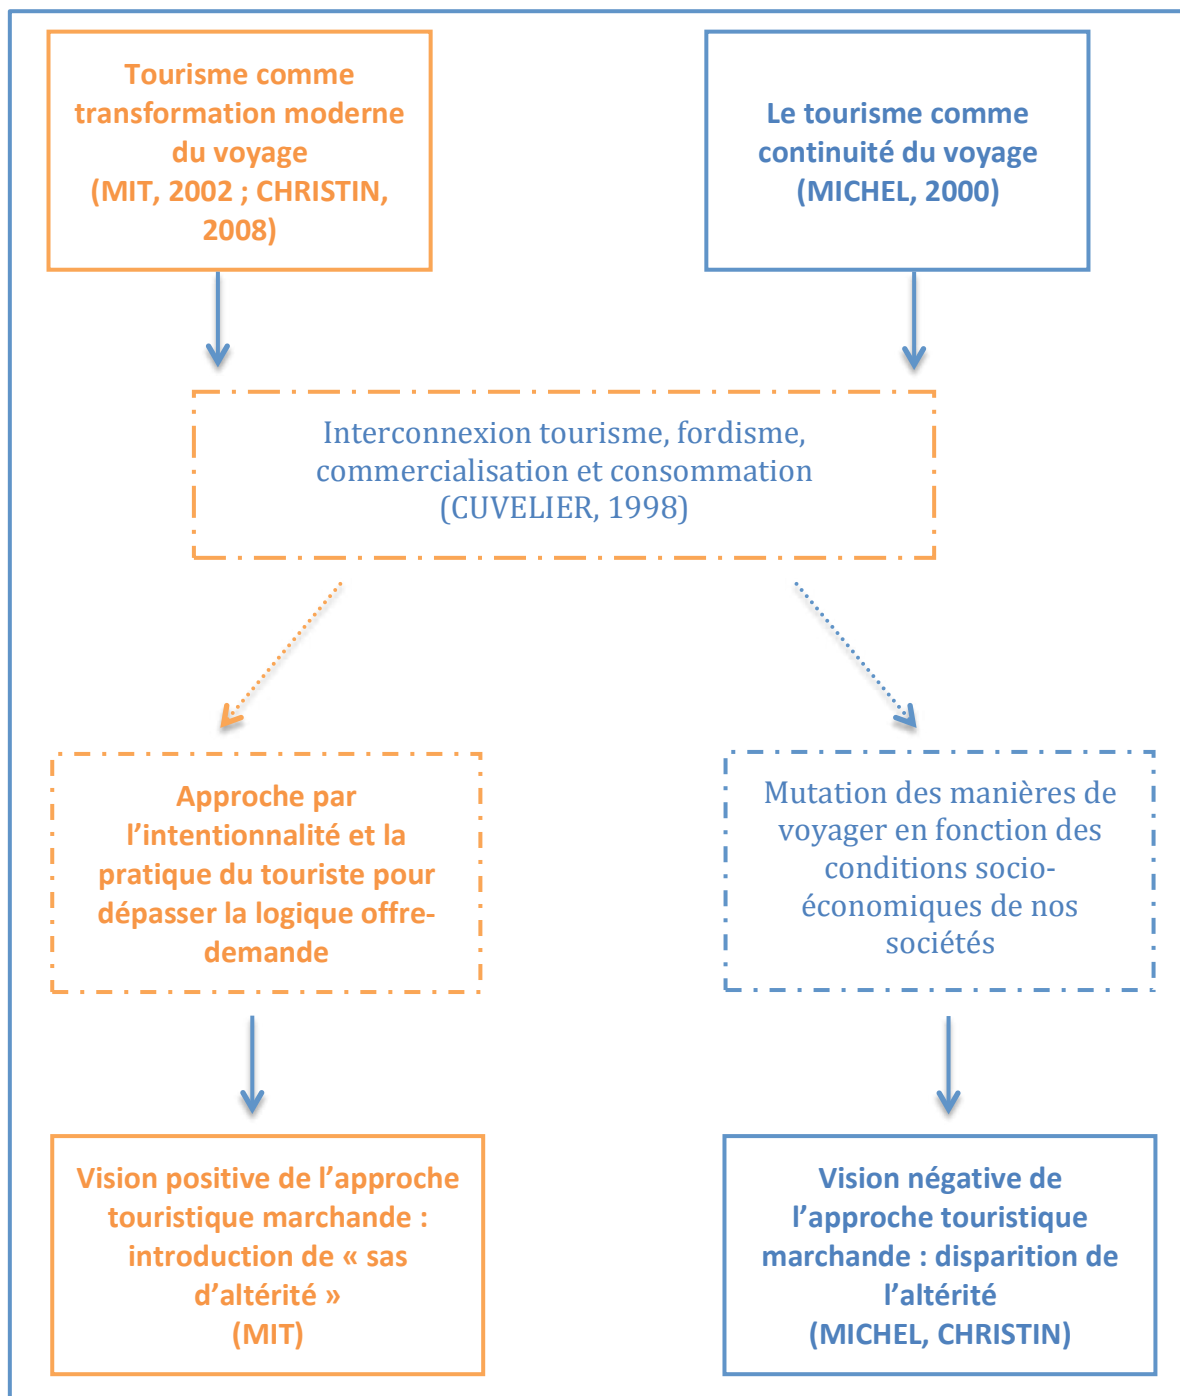 Tourisme comme
transformation moderne
du voyage
(MIT, 2002 ; CHRISTIN,
2008)
Le tourisme comme
continuité du voyage
(MICHEL, 2000)
Interconnexion tourisme, fordisme,
commercialisation et consommation
(CUVELIER, 1998)
Approche par
l’intentionnalité et la
pratique du touriste pour
dépasser la logique offre-
demande
Mutation des manières de
voyager en fonction des
conditions socio-
économiques de nos
sociétés
Vision positive de l’approche
touristique marchande :
introduction de « sas
d’altérité »
(MIT)
Vision négative de
l’approche touristique
marchande : disparition de
l’altérité
(MICHEL, CHRISTIN)